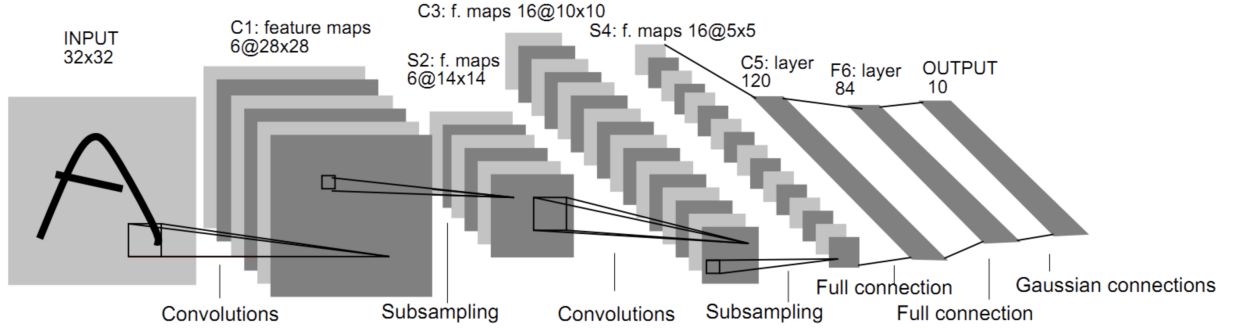 INPUT
32x32
C1: feature maps
6@28x28
S2: f. maps
6@14x14
C3: f. maps 16@10x10
S4: f. maps 16@5x5
C5: layer
120
F6: layer
84
OUTPUT
10
Convolutions
Subsampling
Convolutions
Subsampling
Full connection
Full connection
Gaussian connections